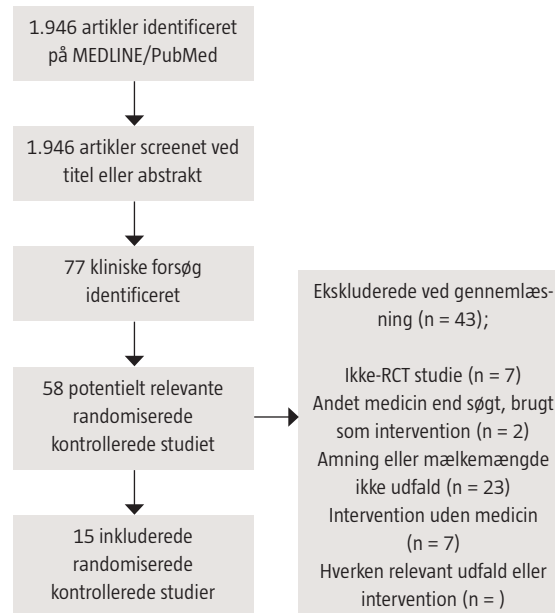 1.946 artikler identificeret
på MEDLINE/PubMed
1.946 artikler screenet ved
titel eller abstrakt
77 kliniske forsøg
identificeret
58 potentielt relevante
randomiserede
kontrollerede studiet
15 inkluderede
randomiserede
kontrollerede studier
Ekskluderede ved gennemlæs-
ning (n = 43);
Ikke-RCT studie (n = 7)
Andet medicin end søgt, brugt
som intervention (n = 2)
Amning eller mælkemængde
ikke udfald (n = 23)
Intervention uden medicin
(n = 7)
Hverken relevant udfald eller
intervention (n = )